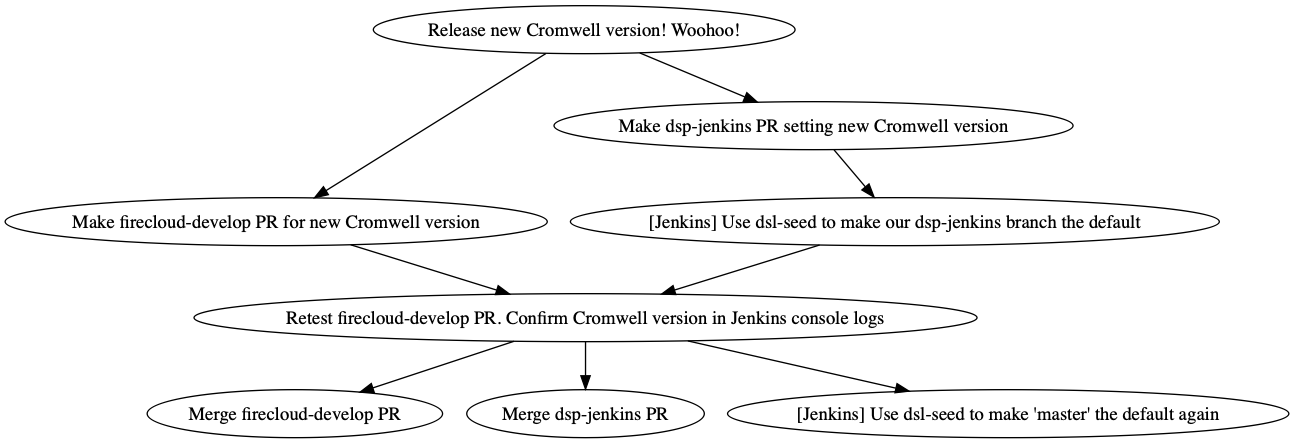 Release new Cromwell version! Woohoo!
Make dsp-jenkins PR setting new Cromwell version
Make firecloud-develop PR for new Cromwell version
[Jenkins] Use dsl-seed to make our dsp-jenkins branch the default
Retest firecloud-develop PR. Confirm Cromwell version in Jenkins console logs
Merge firecloud-develop PR
Merge dsp-jenkins PR
[Jenkins] Use dsl-seed to make 'master' the default again